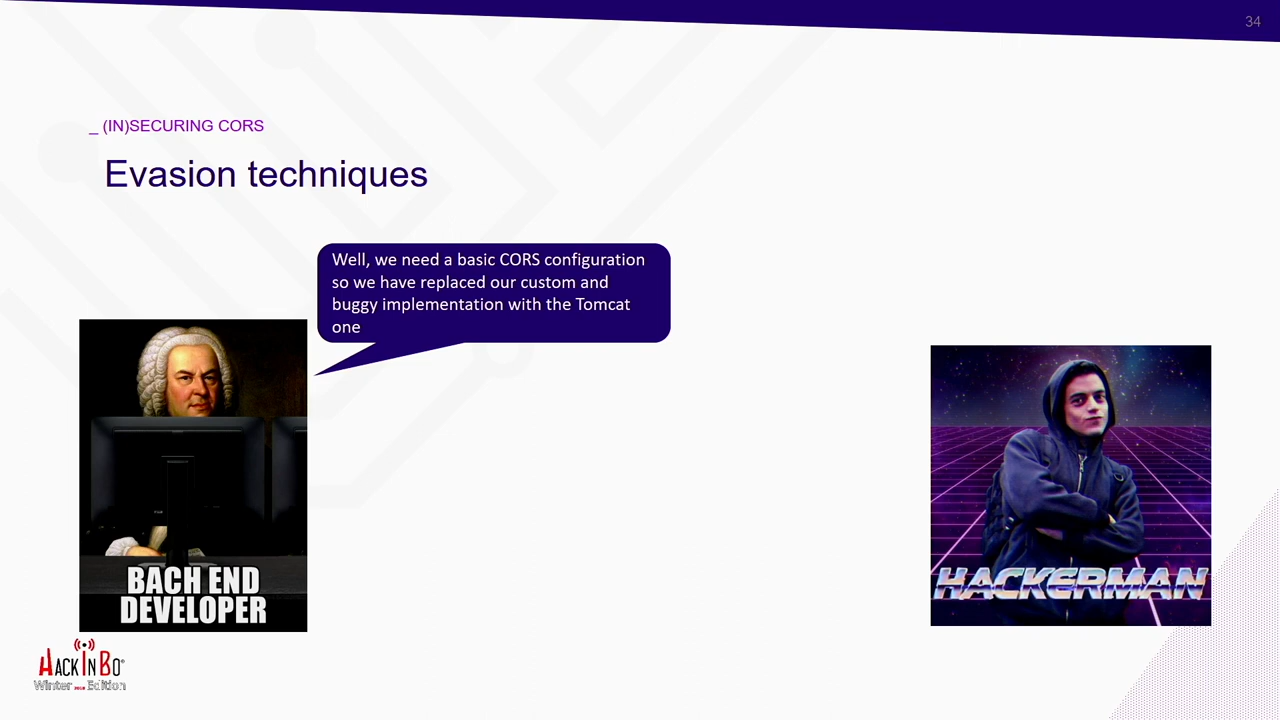 34
_ (IN)SECURING CORS
Evasion techniques
Well, we need a basic CORS configuration
so we have replaced our custom and
buggy implementation with the Tomcat
one
BACH END
DEVELOPER
HACKERMAN
HACKINBO®
Winter Edition